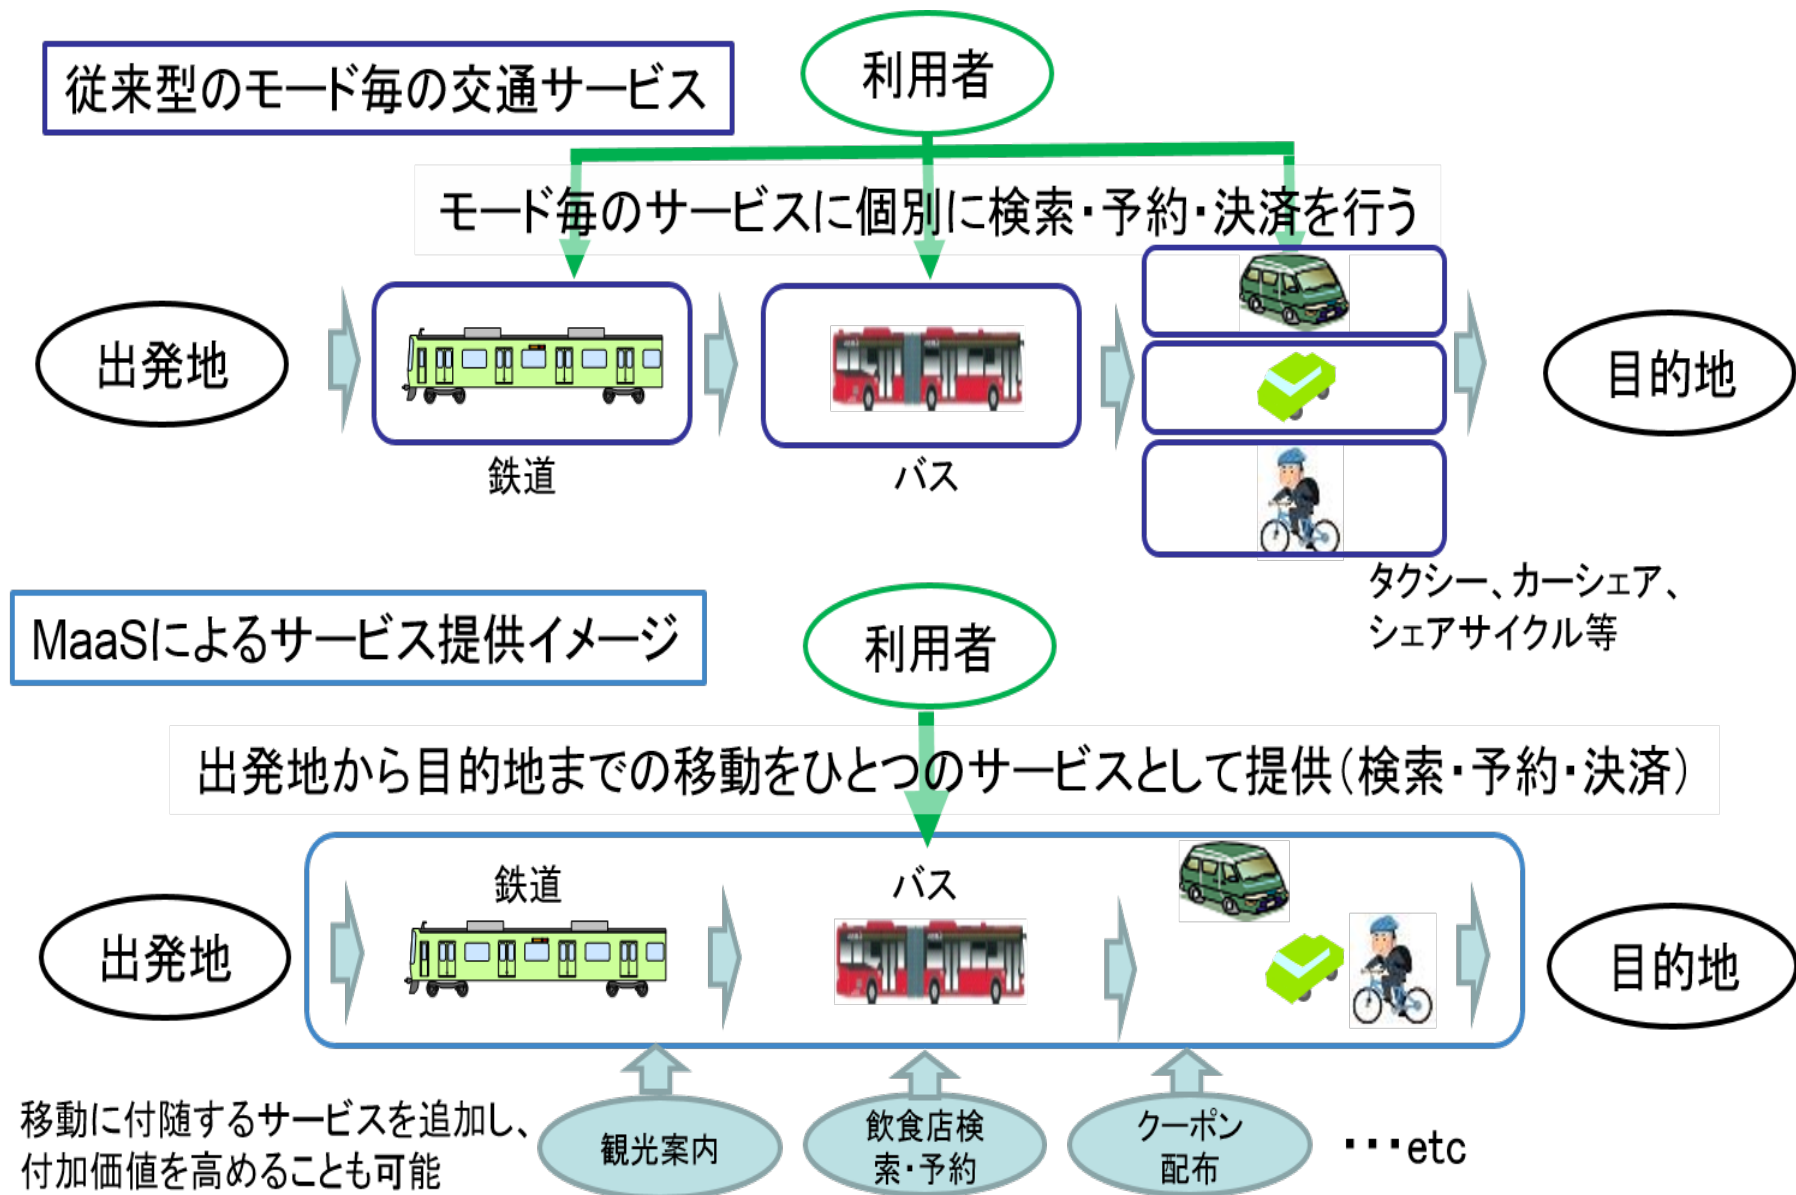 従来型のモード毎の交通サービス
利用者
モード毎のサービスに個別に検索・予約・決済を行う
出発地
目的地
鉄道
バス
タクシー、カーシェア、
シェアサイクル等
MaaSによるサービス提供イメージ
利用者
出発地から目的地までの移動をひとつのサービスとして提供(検索・予約・決済)
鉄道
バス
出発地
目的地
移動に付随するサービスを追加し、
付加価値を高めることも可能
観光案内
飲食店検
索・予約
クーポン
配布
・・・etc